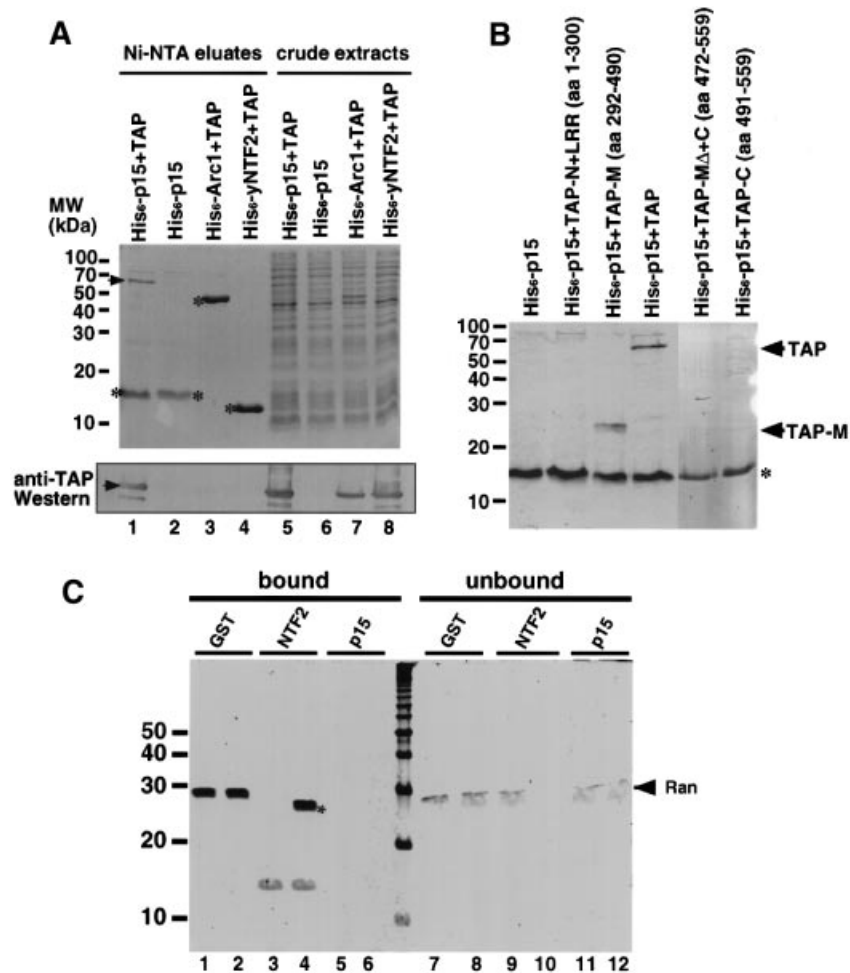 A
Ni-NTA eluates crude extracts
His6-p15+TAP
His6-p15
His6-Arc1+TAP
His6-yNTF2+TAP
His6-p15+TAP
His6-p15
His6-Arc1+TAP
His6-yNTF2+TAP
MW
(kDa)
100
70
50
40
30
20
10
* * * *
anti-TAP
Western
1 2 3 4 5 6 7 8
B
His6-p15
His6-p15+TAP-N+LRR (aa 1-300)
His6-p15+TAP-M (aa 292-490)
His6-p15+TAP
His6-p15+TAP-MΔ+C (aa 472-559)
His6-p15+TAP-C (aa 491-559)
100
70
50
40
30
20
10
TAP
TAP-M
*
C
bound unbound
GST NTF2 p15 GST NTF2 p15
50
40
30
20
10
Ran
*
1 2 3 4 5 6 7 8 9 10 11 12